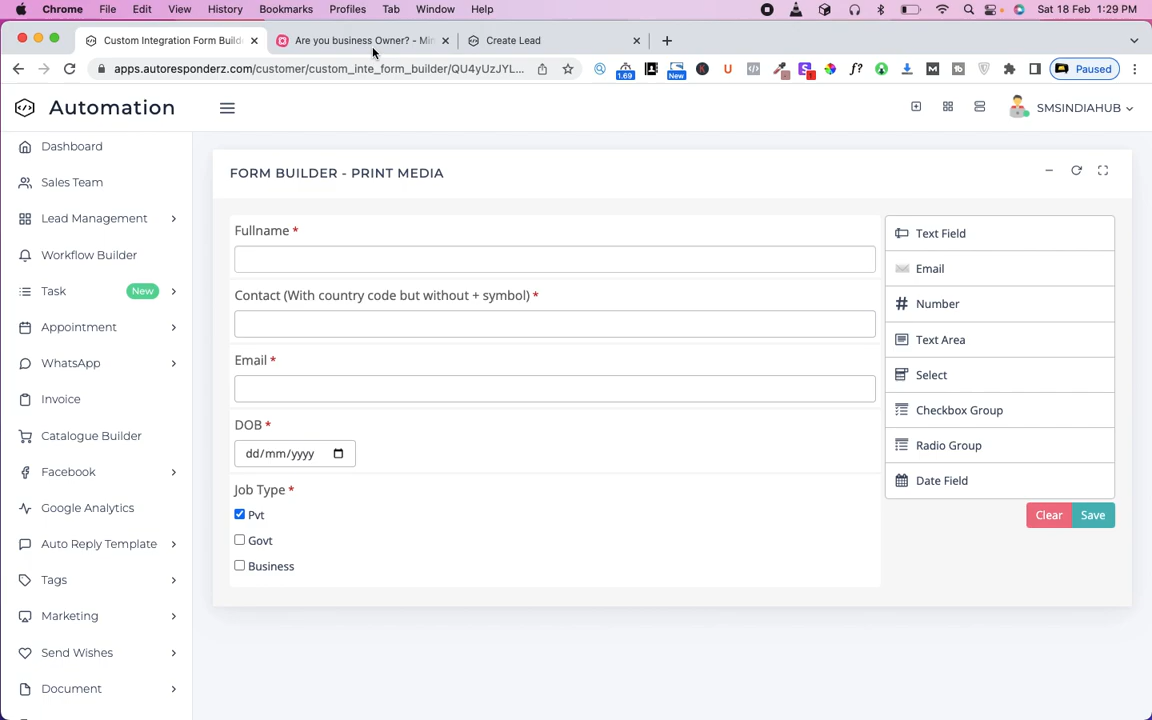 Chrome File Edit View History Bookmarks Profiles Tab Window Help Sat 18 Feb 1:29 PM
Custom Integration Form Build Are you business Owner? - Min Create Lead
apps.autoresponderz.com/customer/custom_inte_form_builder/QU4yUzJYL... 1.69 New Paused
Automation SMSINDIAHUB
Dashboard
Sales Team
Lead Management
Workflow Builder
Task New
Appointment
WhatsApp
Invoice
Catalogue Builder
Facebook
Google Analytics
Auto Reply Template
Tags
Marketing
Send Wishes
Document
FORM BUILDER - PRINT MEDIA
Fullname *
Contact (With country code but without + symbol) *
Email *
DOB *
dd/mm/yyyy
Job Type *
Pvt
Govt
Business
Text Field
Email
Number
Text Area
Select
Checkbox Group
Radio Group
Date Field
Clear Save